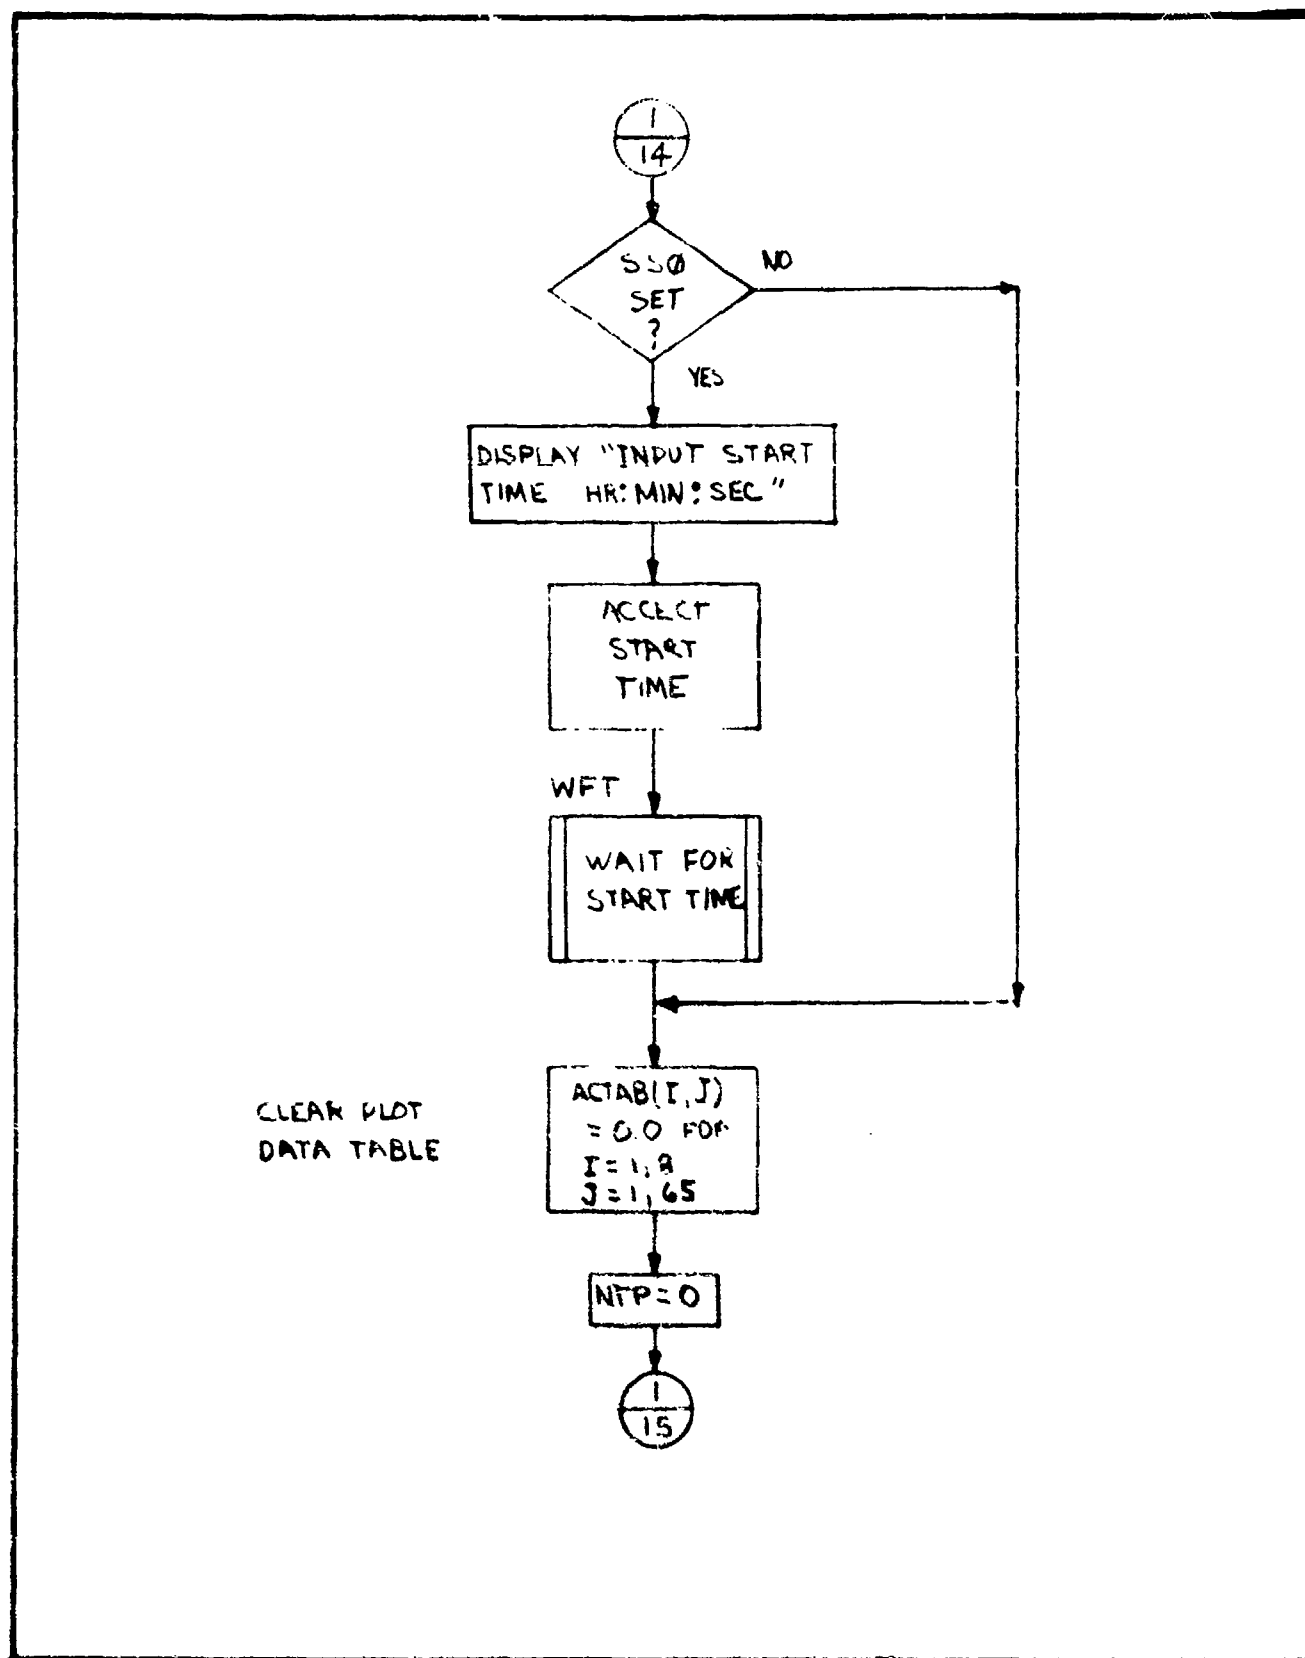 1
14
SSØ
SET
?
NO
YES
DISPLAY "INPUT START
TIME HR:MIN:SEC"
ACCEPT
START
TIME
WFT
WAIT FOR
START TIME
CLEAR PLOT
DATA TABLE
ACTAB(I,J)
= 0.0 FOR
I = 1,
J = 1, 65
NTP = 0
1
15